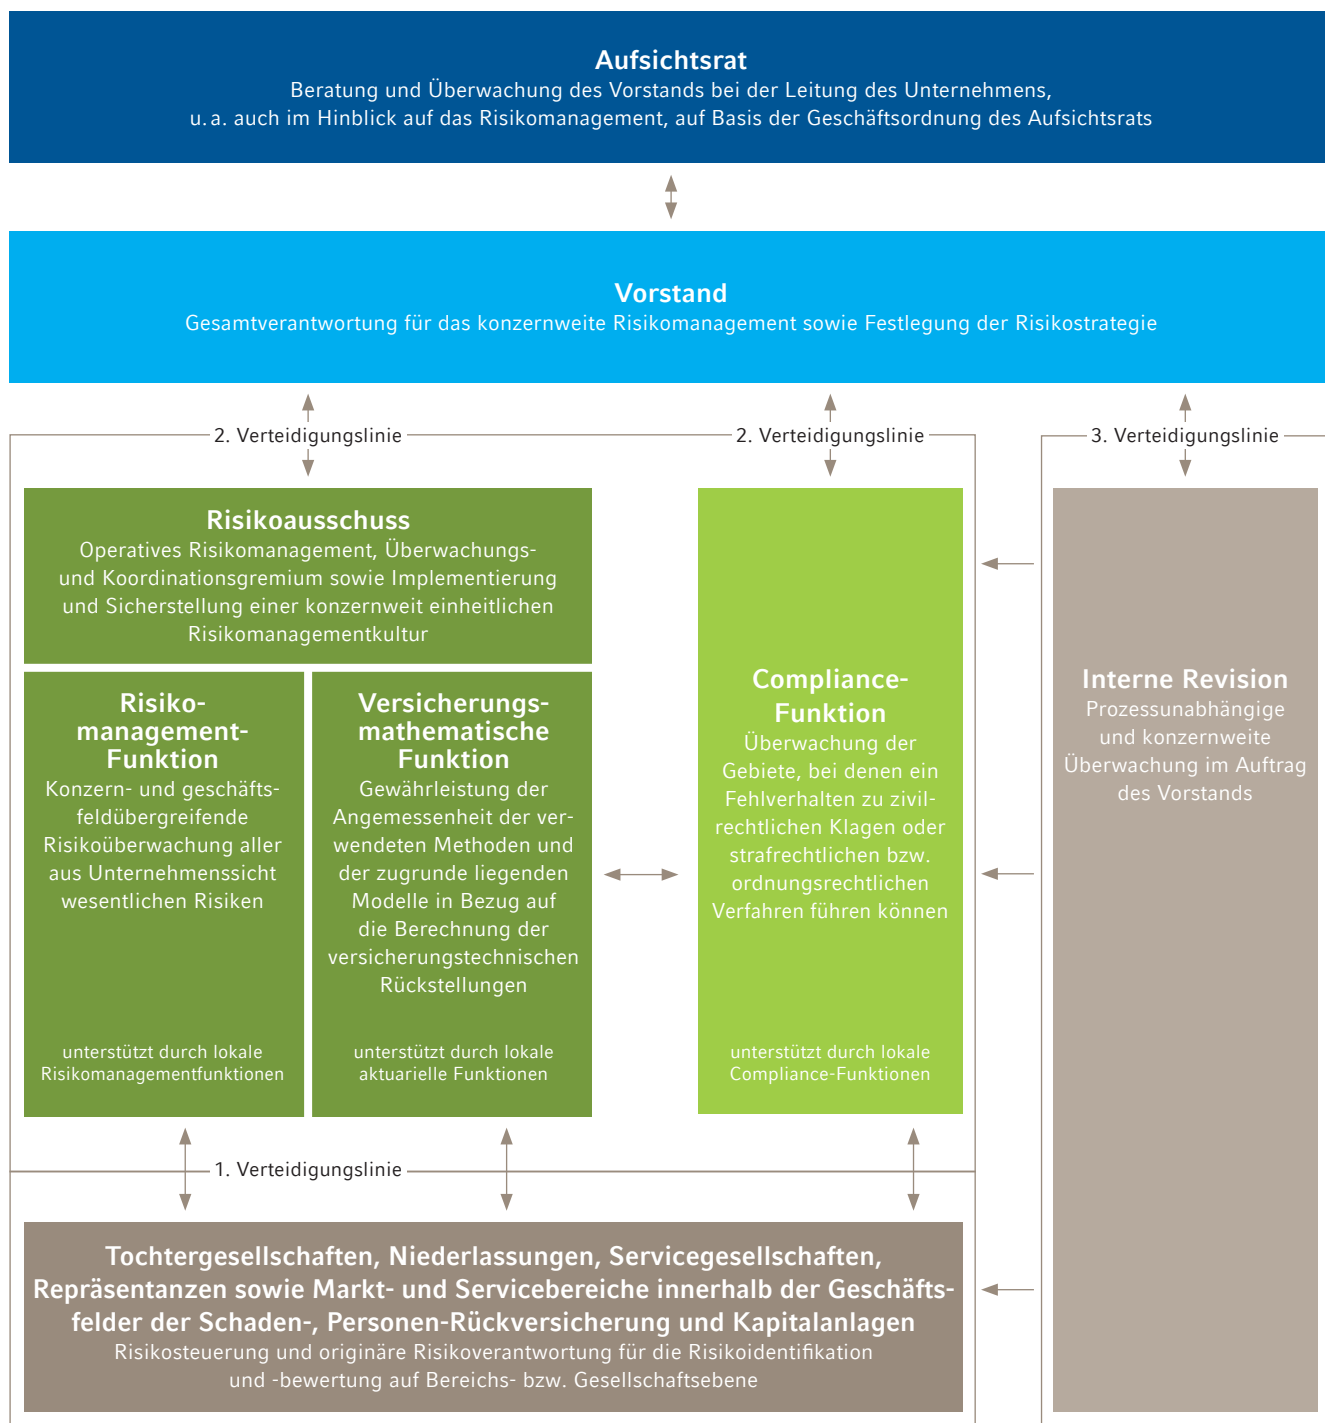 Aufsichtsrat
Beratung und Überwachung des Vorstands bei der Leitung des Unternehmens,
u. a. auch im Hinblick auf das Risikomanagement, auf Basis der Geschäftsordnung des Aufsichtsrats
Vorstand
Gesamtverantwortung für das konzernweite Risikomanagement sowie Festlegung der Risikostrategie
2. Verteidigungslinie
2. Verteidigungslinie
3. Verteidigungslinie
Risikoausschuss
Operatives Risikomanagement, Überwachungs-
und Koordinationsgremium sowie Implementierung
und Sicherstellung einer konzernweit einheitlichen
Risikomanagementkultur
Risiko-
management-
Funktion
Konzern- und geschäfts-
feldübergreifende
Risikoüberwachung aller
aus Unternehmenssicht
wesentlichen Risiken
unterstützt durch lokale
Risikomanagementfunktionen
Versicherungs-
mathematische
Funktion
Gewährleistung der
Angemessenheit der ver-
wendeten Methoden und
der zugrunde liegenden
Modelle in Bezug auf
die Berechnung der
versicherungstechnischen
Rückstellungen
unterstützt durch lokale
aktuarielle Funktionen
Compliance-
Funktion
Überwachung der
Gebiete, bei denen ein
Fehlverhalten zu zivil-
rechtlichen Klagen oder
strafrechtlichen bzw.
ordnungsrechtlichen
Verfahren führen können
unterstützt durch lokale
Compliance-Funktionen
Interne Revision
Prozessunabhängige
und konzernweite
Überwachung im Auftrag
des Vorstands
1. Verteidigungslinie
Tochtergesellschaften, Niederlassungen, Servicegesellschaften,
Repräsentanzen sowie Markt- und Servicebereiche innerhalb der Geschäfts-
felder der Schaden-, Personen-Rückversicherung und Kapitalanlagen
Risikosteuerung und originäre Risikoverantwortung für die Risikoidentifikation
und -bewertung auf Bereichs- bzw. Gesellschaftsebene